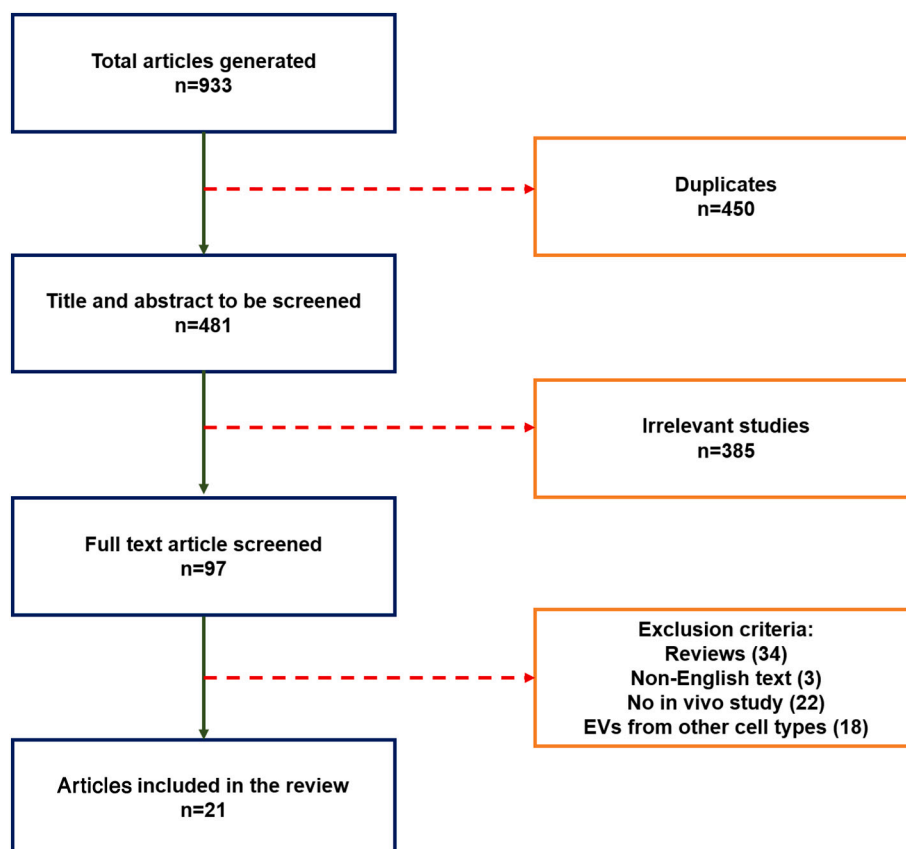 Total articles generated
n=933
Duplicates
n=450
Title and abstract to be screened
n=481
Irrelevant studies
n=385
Full text article screened
n=97
Exclusion criteria:
Reviews (34)
Non-English text (3)
No in vivo study (22)
EVs from other cell types (18)
Articles included in the review
n=21